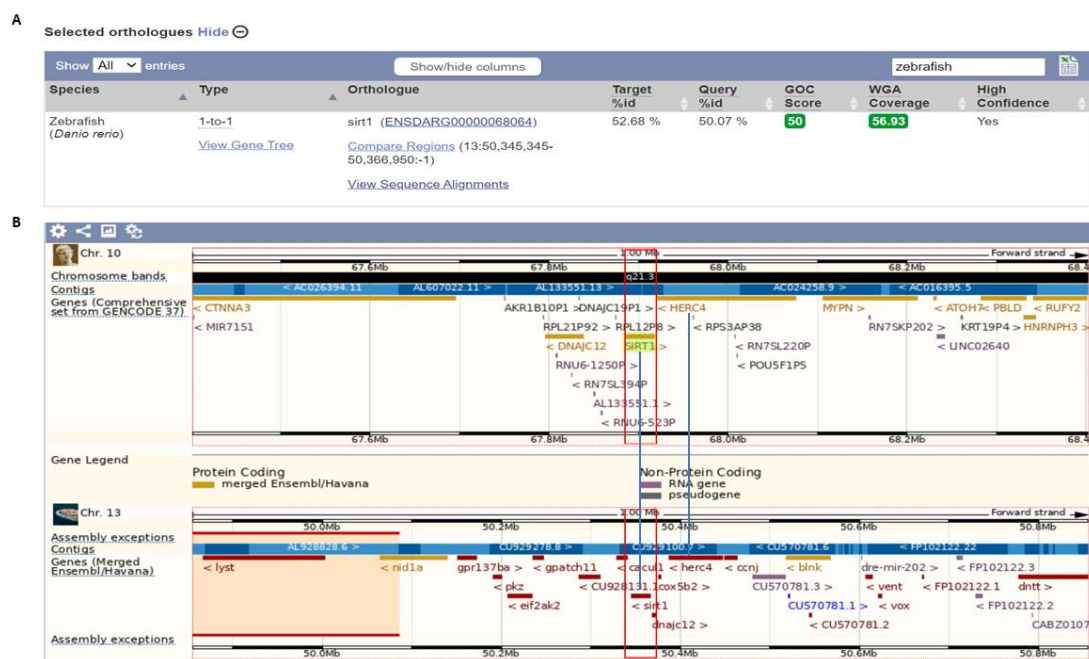 A
Selected orthologues Hide
Show All entries Show/hide columns zebrafish
Species Type Orthologue Target %id Query %id GOC Score WGA Coverage High Confidence
Zebrafish (Danio rerio) 1-to-1 sirt1 (ENSDARG00000068064) 52.68 % 50.07 % 50 56.93 Yes
View Gene Tree Compare Regions (13:50,345,345-
50,366,950:-1)
View Sequence Alignments
B
Chr. 10 1.00 Mb Forward strand
67.6Mb 67.8Mb 68.0Mb 68.2Mb 68.4
Chromosome bands q21.3
Contigs < AC026394.11 AL607022.11 > AL133551.13 > AC024258.9 > AC016395.5
Genes (Comprehensive set from GENCODE 37) < CTNNA3 AKR1B10P1 > DNAJC19P1 > < HERC4 MYPN > < ATOH7 < PBLD < RUFY2
< MIR7151 RPL21P92 > RPL12P8 > < RPS3AP38 RN7SKP202 > KRT19P4 > HNRNPH3 >
< DNAJC12 SIRT1 > < RN7SL220P < LINC02640
RNU6-1250P > < POU5F1P5
< RN7SL394P
AL133551.1 >
< RNU6-523P
67.6Mb 67.8Mb 68.0Mb 68.2Mb 68.4
Gene Legend
Protein Coding Non-Protein Coding
merged Ensembl/Havana RNA gene
pseudogene
Chr. 13 1.00 Mb Forward strand
50.0Mb 50.2Mb 50.4Mb 50.6Mb 50.8Mb
Assembly exceptions
Contigs AL928828.6 > CU929278.8 > CU929100.7 > < CU570781.6 < FP102122.22
Genes (Merged Ensembl/Havana) < lyst < nid1a gpr137ba > < gpatch11 < cacul1 < herc4 < ccnj < blnk dre-mir-202 > < FP102122.3
< pkz < CU928131.1 cox5b2 > CU570781.3 > < vent < FP102122.1 dntt >
< eif2ak2 < sirt1 CU570781.1 > < vox < FP102122.2
dnajc12 > < CU570781.2 CABZ0107
Assembly exceptions
50.0Mb 50.2Mb 50.4Mb 50.6Mb 50.8Mb